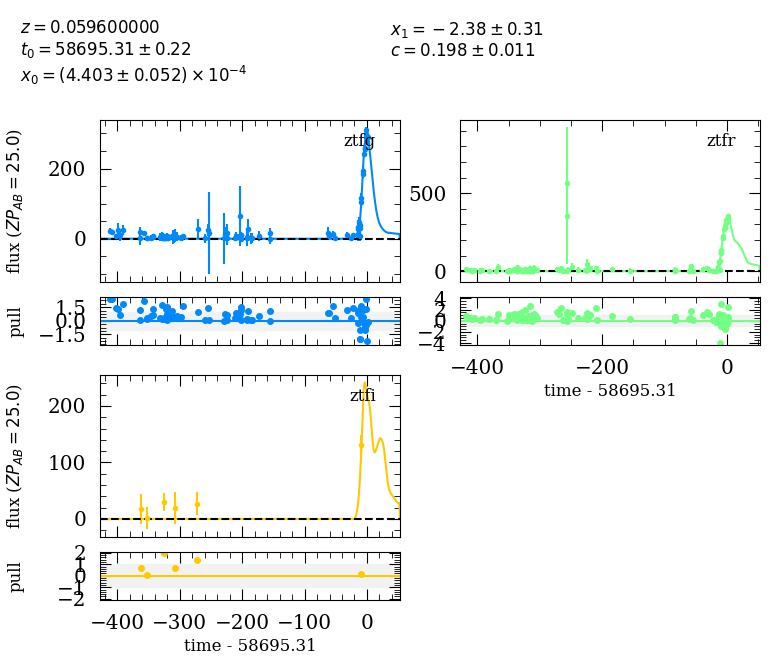 z = 0.059600000
t₀ = 58695.31 ± 0.22
x₀ = (4.403 ± 0.052) × 10⁻⁴
x₁ = −2.38 ± 0.31
c = 0.198 ± 0.011
ztfg
flux (ZP_AB = 25.0)
200
0
pull
1.5
0.0
−1.5
ztfr
500
0
4
2
0
−2
−4
−400
−200
0
time - 58695.31
ztfi
flux (ZP_AB = 25.0)
200
100
0
pull
2
1
0
−1
−2
−400
−300
−200
−100
0
time - 58695.31